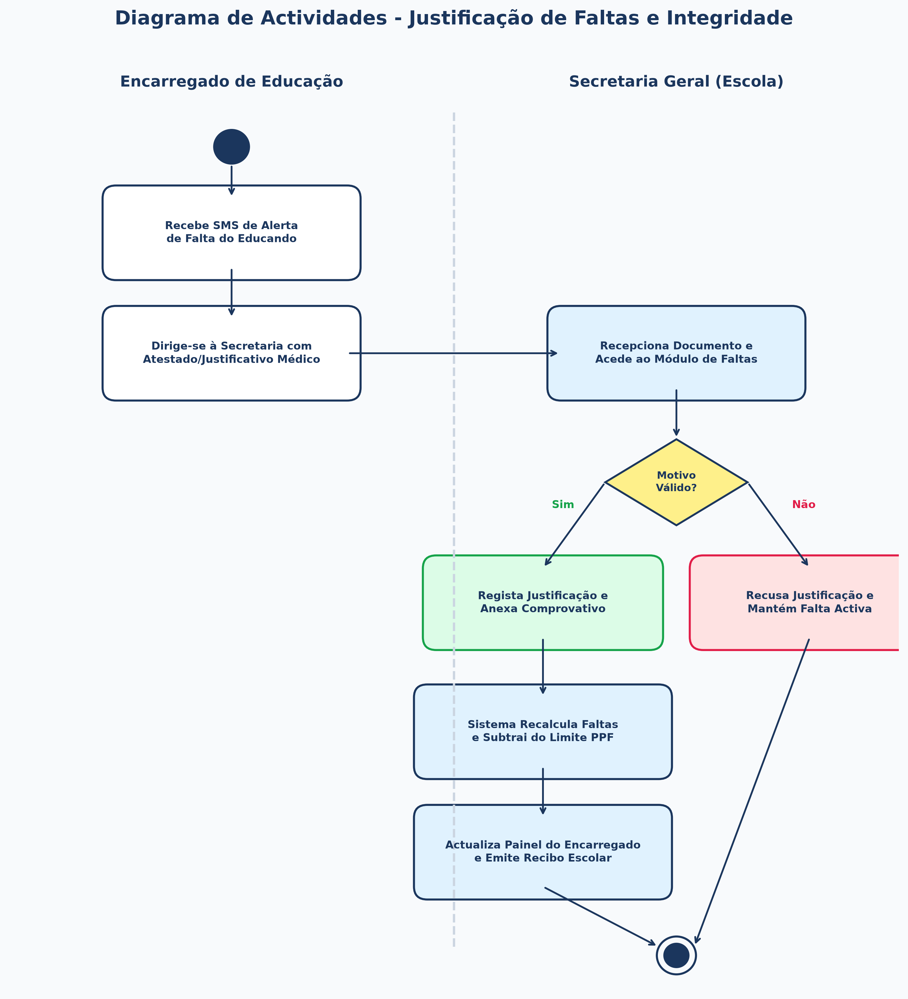 Diagrama de Actividades - Justificação de Faltas e Integridade
Encarregado de Educação
Secretaria Geral (Escola)
Recebe SMS de Alerta
de Falta do Educando
Dirige-se à Secretaria com
Atestado/Justificativo Médico
Recepciona Documento e
Acede ao Módulo de Faltas
Motivo
Válido?
Sim
Não
Regista Justificação e
Anexa Comprovativo
Recusa Justificação e
Mantém Falta Activa
Sistema Recalcula Faltas
e Subtrai do Limite PPF
Actualiza Painel do Encarregado
e Emite Recibo Escolar